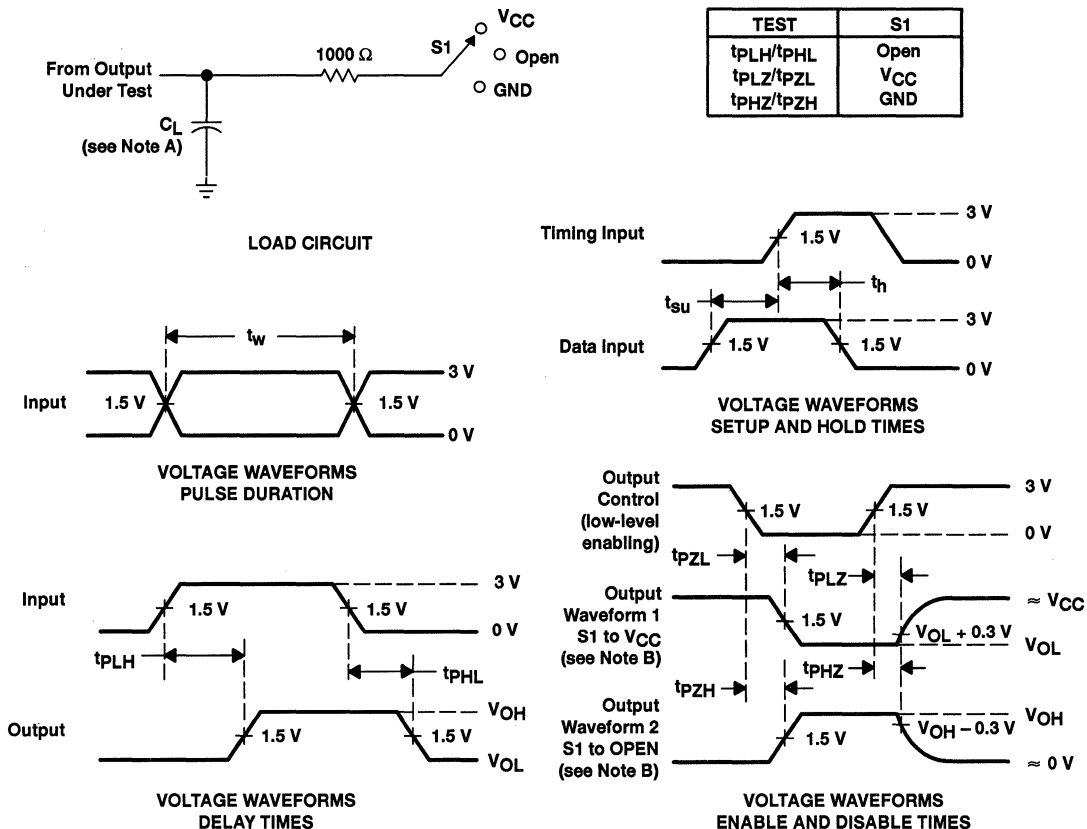 From Output
Under Test
CL
(see Note A)
1000 Ω
S1
VCC
Open
GND
LOAD CIRCUIT
TEST S1
tPLH/tPHL Open
tPLZ/tPZL VCC
tPHZ/tPZH GND
Timing Input
1.5 V
3 V
0 V
tsu
th
Data Input
1.5 V
1.5 V
3 V
0 V
VOLTAGE WAVEFORMS
SETUP AND HOLD TIMES
tw
Input
1.5 V
1.5 V
3 V
0 V
VOLTAGE WAVEFORMS
PULSE DURATION
Input
1.5 V
1.5 V
3 V
0 V
tPLH
tPHL
Output
1.5 V
1.5 V
VOH
VOL
VOLTAGE WAVEFORMS
DELAY TIMES
Output
Control
(low-level
enabling)
1.5 V
1.5 V
3 V
0 V
tPZL
tPLZ
Output
Waveform 1
S1 to VCC
(see Note B)
1.5 V
VOL + 0.3 V
≈ VCC
VOL
tPZH
tPHZ
Output
Waveform 2
S1 to OPEN
(see Note B)
1.5 V
VOH – 0.3 V
VOH
≈ 0 V
VOLTAGE WAVEFORMS
ENABLE AND DISABLE TIMES